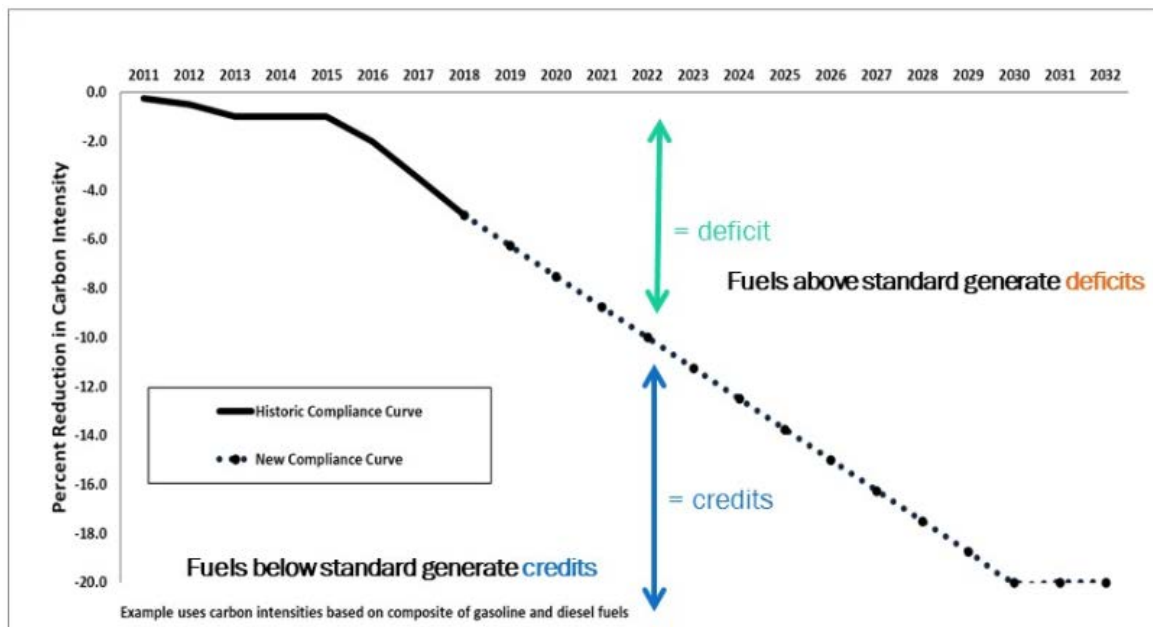 2011 2012 2013 2014 2015 2016 2017 2018 2019 2020 2021 2022 2023 2024 2025 2026 2027 2028 2029 2030 2031 2032
Percent Reduction in Carbon Intensity
0.0
-2.0
-4.0
-6.0
-8.0
-10.0
-12.0
-14.0
-16.0
-18.0
-20.0
= deficit
Fuels above standard generate deficits
Historic Compliance Curve
New Compliance Curve
= credits
Fuels below standard generate credits
Example uses carbon intensities based on composite of gasoline and diesel fuels